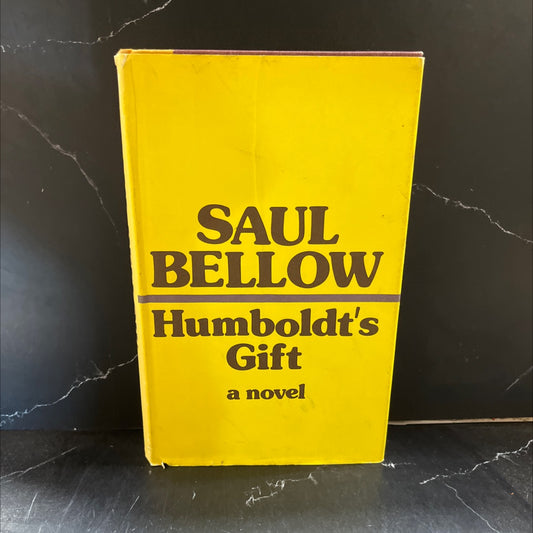 SAUL
BELLOW
Humboldt's
Gift
a novel